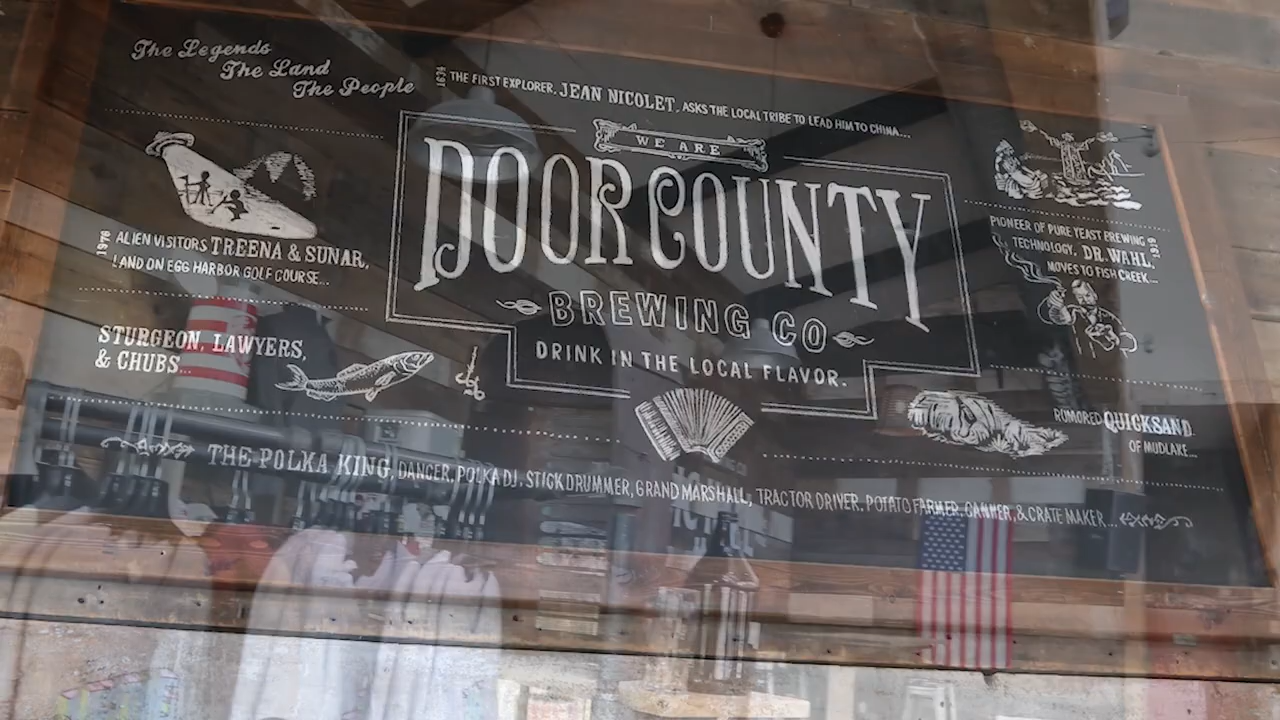 The Legends
The Land
The People
1634 THE FIRST EXPLORER, JEAN NICOLET, ASKS THE LOCAL TRIBE TO LEAD HIM TO CHINA...
WE ARE
DOOR COUNTY
BREWING CO
DRINK IN THE LOCAL FLAVOR.
1976 ALIEN VISITORS TREENA & SUNAR,
LAND ON EGG HARBOR GOLF COURSE...
STURGEON, LAWYERS,
& CHUBS...
PIONEER OF PURE YEAST BREWING
TECHNOLOGY, DR. WAHL,
MOVES TO FISH CREEK...
1919
RUMORED QUICKSAND
OF MUDLAKE...
THE POLKA KING, DANCER, POLKA DJ, STICK DRUMMER, GRAND MARSHALL, TRACTOR DRIVER, POTATO FARMER, CANNER, & CRATE MAKER...